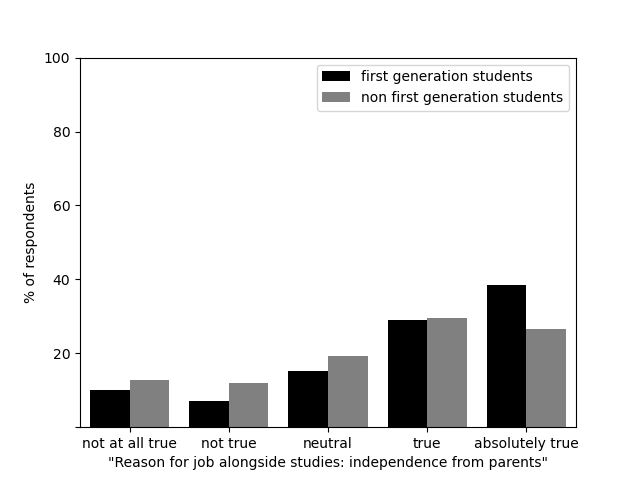 100
first generation students
non first generation students
80
60
40
20
% of respondents
not at all true not true neutral true absolutely true
"Reason for job alongside studies: independence from parents"